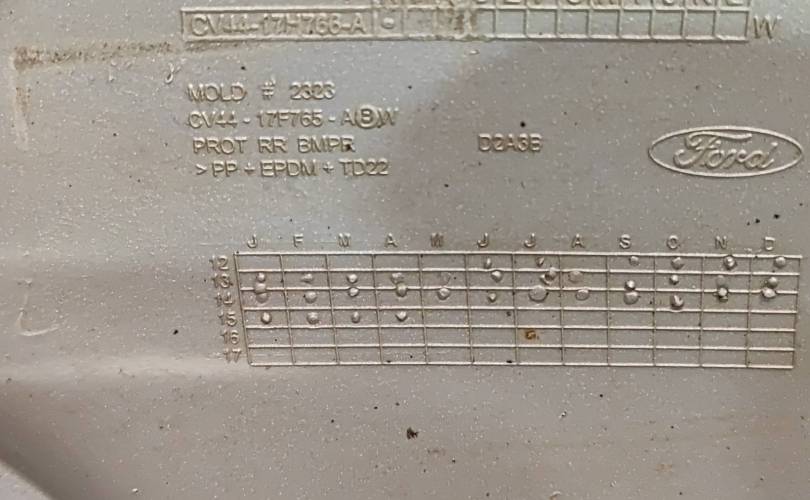 CV44-17H766-A W
MOLD # 2323
CV44 - 17F765 - A B W
PROT RR BMPR D2A3B
>PP + EPDM + TD22
Ford
J F M A M J J A S O N D
12
13
14
15
16
17